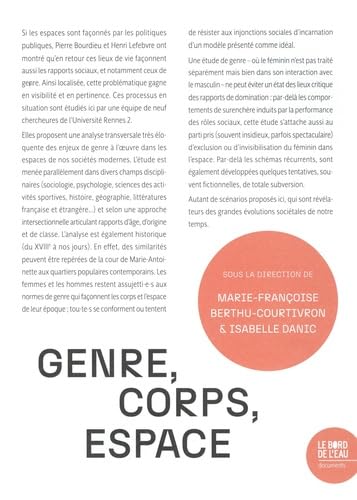 Si les espaces sont façonnés par les politiques
publiques, Pierre Bourdieu et Henri Lefebvre ont
montré qu'en retour ces lieux de vie façonnent
aussi les rapports sociaux, et notamment ceux de
genre. Ainsi localisée, cette problématique gagne
en visibilité et en pertinence. Ces processus en
situation sont étudiés ici par une équipe de neuf
chercheures de l'Université Rennes 2.
Elles proposent une analyse transversale très élo-
quente des enjeux de genre à l'œuvre dans les
espaces de nos sociétés modernes. L'étude est
menée parallèlement dans divers champs discipli-
naires (sociologie, psychologie, sciences des acti-
vités sportives, histoire, géographie, littératures
française et étrangère...) et selon une approche
intersectionnelle articulant rapports d'âge, d'origine
et de classe. L'analyse est également historique
(du XVIIIe à nos jours). En effet, des similarités
peuvent être repérées de la cour de Marie-Antoi-
nette aux quartiers populaires contemporains. Les
femmes et les hommes restent assujetti·e·s aux
normes de genre qui façonnent les corps et l'espace
de leur époque ; tou·te·s se conforment ou tentent
de résister aux injonctions sociales d'incarnation
d'un modèle présenté comme idéal.
Une étude de genre – où le féminin n'est pas traité
séparément mais bien dans son interaction avec
le masculin – ne peut éviter un état des lieux critique
des rapports de domination ; par-delà les compor-
tements de surenchère induits par la performance
des rôles sociaux, cette étude s'attache aussi au
parti pris (souvent insidieux, parfois spectaculaire)
d'exclusion ou d'invisibilisation du féminin dans
l'espace. Par-delà les schémas récurrents, sont
également développées quelques tentatives, sou-
vent fictionnelles, de totale subversion.
Autant de scénarios proposés ici, qui sont révéla-
teurs des grandes évolutions sociétales de notre
temps.
SOUS LA DIRECTION DE
MARIE-FRANÇOISE
BERTHU-COURTIVRON
& ISABELLE DANIC
GENRE,
CORPS,
ESPACE
LE BORD
DE L'EAU
documents